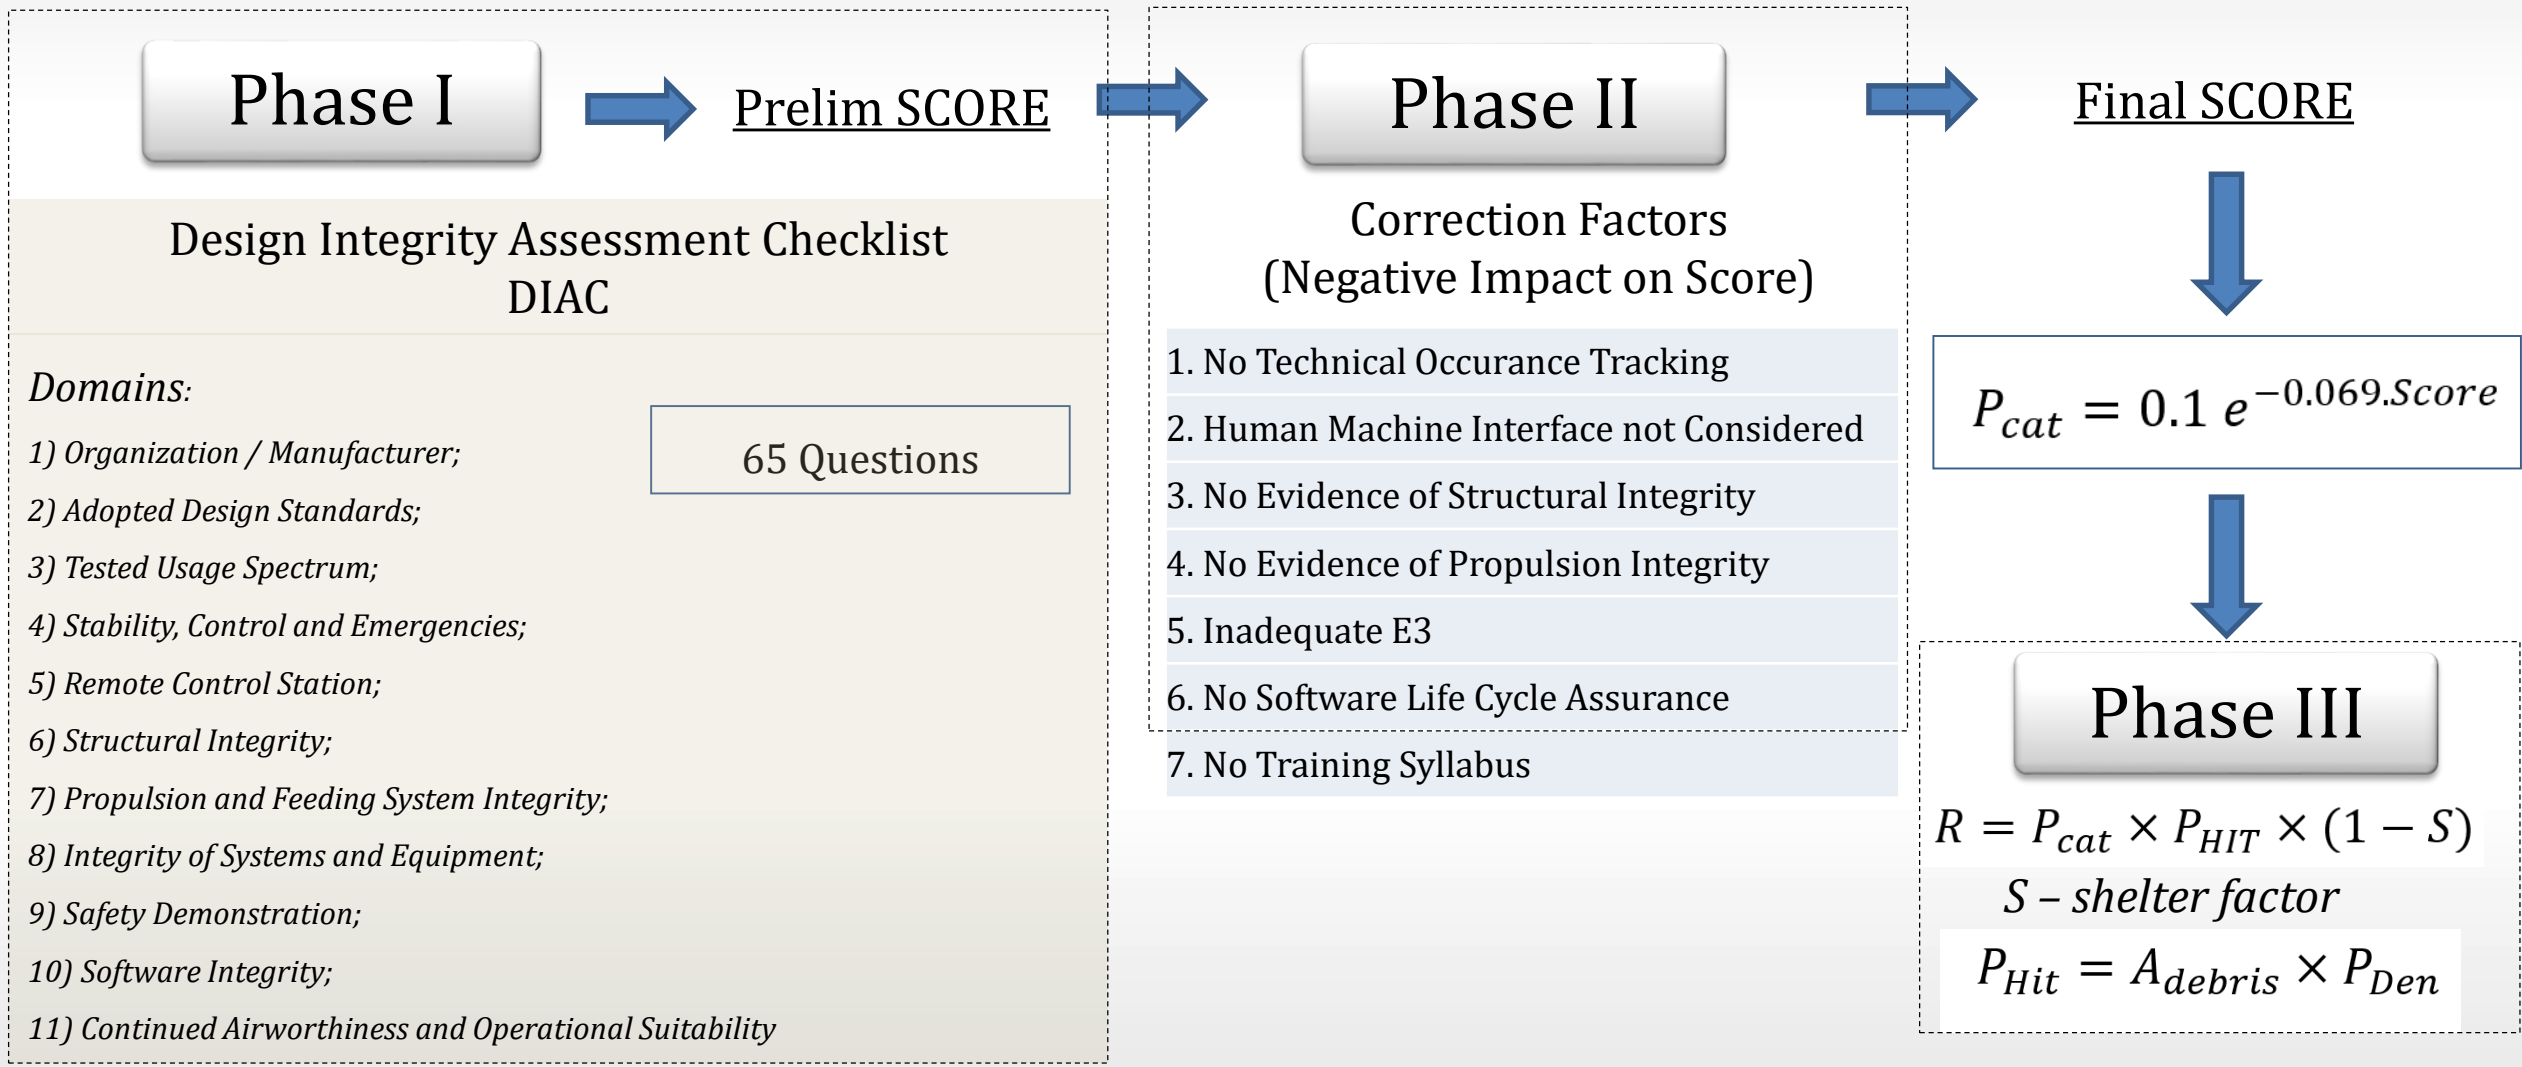 Phase I
Prelim SCORE
Design Integrity Assessment Checklist
DIAC
Domains:
65 Questions
1) Organization / Manufacturer;
2) Adopted Design Standards;
3) Tested Usage Spectrum;
4) Stability, Control and Emergencies;
5) Remote Control Station;
6) Structural Integrity;
7) Propulsion and Feeding System Integrity;
8) Integrity of Systems and Equipment;
9) Safety Demonstration;
10) Software Integrity;
11) Continued Airworthiness and Operational Suitability
Phase II
Correction Factors
(Negative Impact on Score)
1. No Technical Occurance Tracking
2. Human Machine Interface not Considered
3. No Evidence of Structural Integrity
4. No Evidence of Propulsion Integrity
5. Inadequate E3
6. No Software Life Cycle Assurance
7. No Training Syllabus
Final SCORE
P_cat = 0.1 e^{-0.069.Score}
Phase III
R = P_cat × P_HIT × (1 − S)
S – shelter factor
P_Hit = A_debris × P_Den